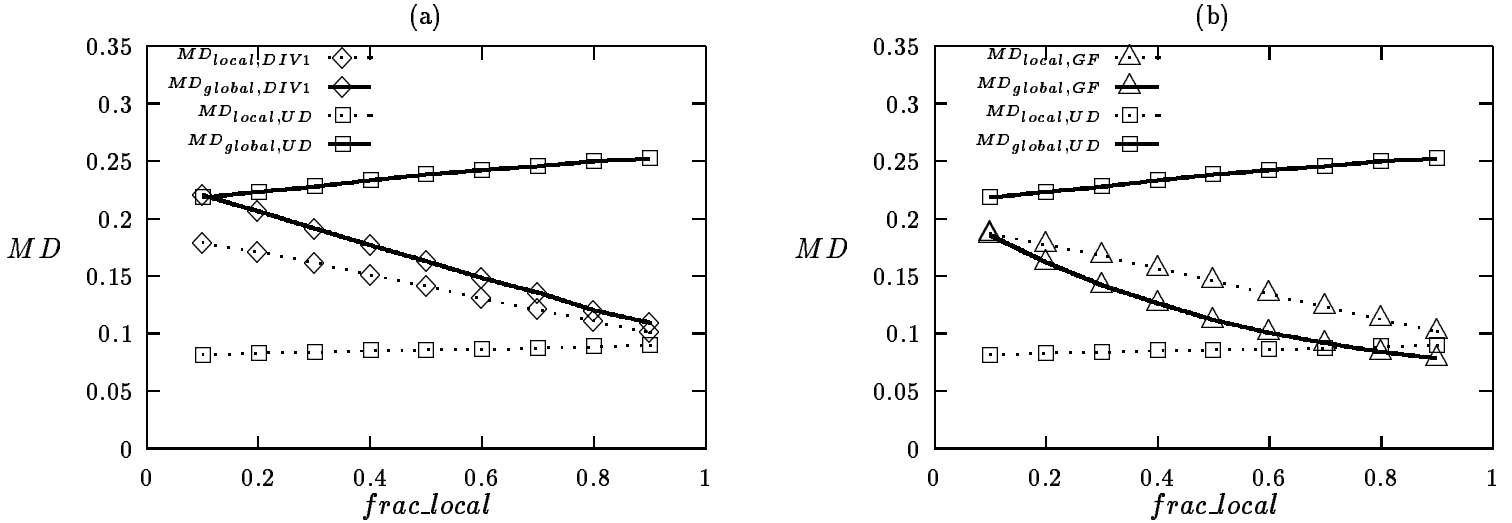 (a)
0.35
0.3
0.25
0.2
0.15
0.1
0.05
0
MD
MD_{local,DIV1}
MD_{global,DIV1}
MD_{local,UD}
MD_{global,UD}
0 0.2 0.4 0.6 0.8 1
frac_local
(b)
0.35
0.3
0.25
0.2
0.15
0.1
0.05
0
MD
MD_{local,GF}
MD_{global,GF}
MD_{local,UD}
MD_{global,UD}
0 0.2 0.4 0.6 0.8 1
frac_local